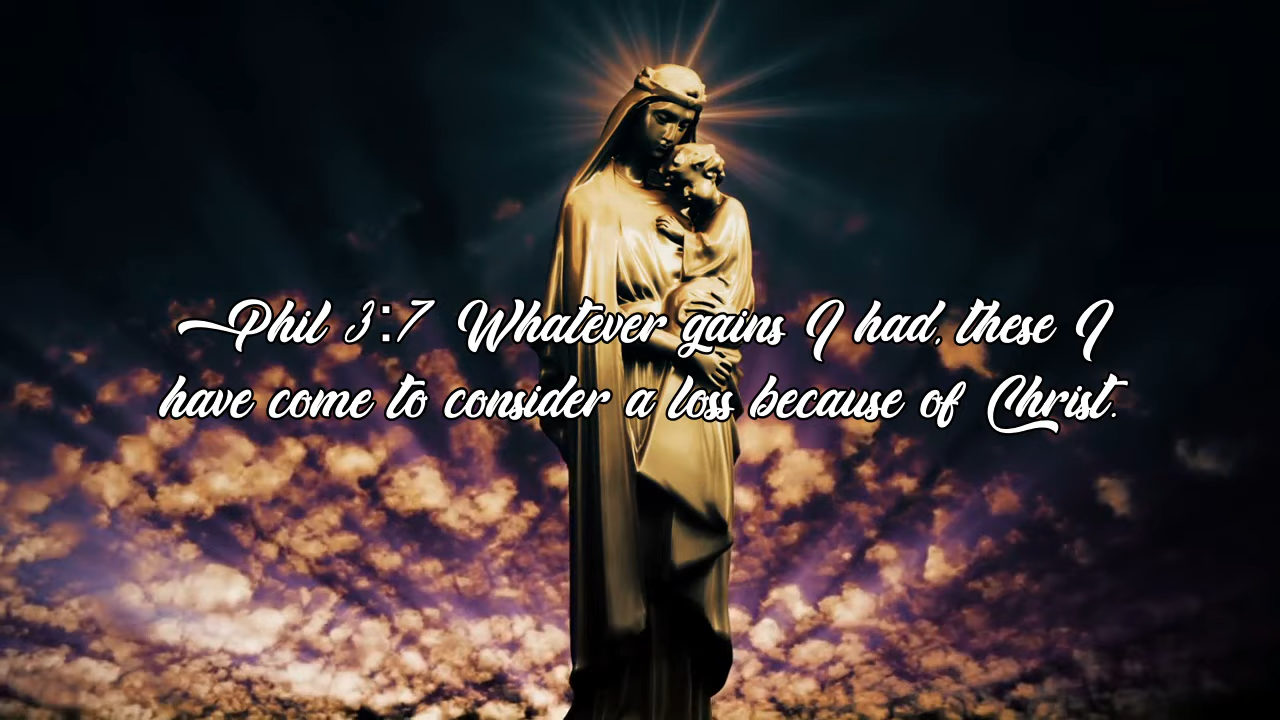 Phil 3:7 Whatever gains I had, these I
have come to consider a loss because of Christ.